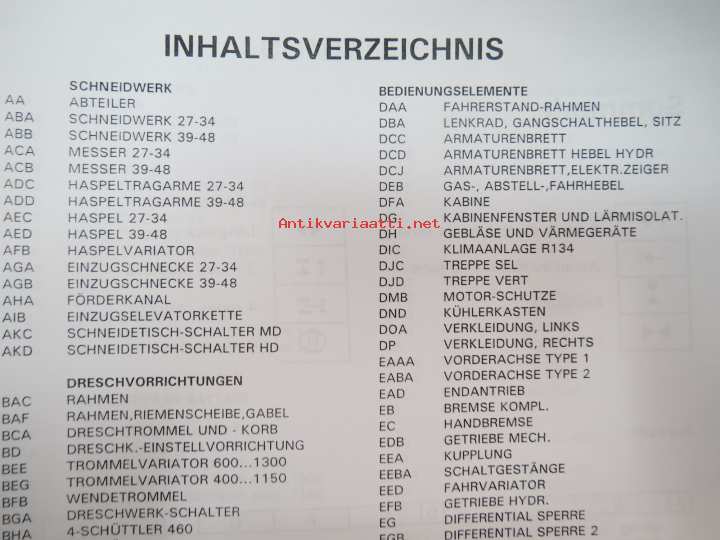 INHALTSVERZEICHNIS
SCHNEIDWERK
AA ABTEILER
ABA SCHNEIDWERK 27-34
ABB SCHNEIDWERK 39-48
ACA MESSER 27-34
ACB MESSER 39-48
ADC HASPELTRAGARME 27-34
ADD HASPELTRAGARME 39-48
AEC HASPEL 27-34
AED HASPEL 39-48
AFB HASPELVARIATOR
AGA EINZUGSCHNECKE 27-34
AGB EINZUGSCHNECKE 39-48
AHA FÖRDERKANAL
AIB EINZUGSELEVATORKETTE
AKC SCHNEIDETISCH-SCHALTER MD
AKD SCHNEIDETISCH-SCHALTER HD
DRESCHVORRICHTUNGEN
BAC RAHMEN
BAF RAHMEN,RIEMENSCHEIBE,GABEL
BCA DRESCHTROMMEL UND - KORB
BD DRESCHK.-EINSTELLVORRICHTUNG
BEE TROMMELVARIATOR 600...1300
BEG TROMMELVARIATOR 400...1150
BFB WENDETROMMEL
BGA DRESCHWERK-SCHALTER
BHA 4-SCHÜTTLER 460
BEDIENUNGSELEMENTE
DAA FAHRERSTAND-RAHMEN
DBA LENKRAD, GANGSCHALTHEBEL, SITZ
DCC ARMATURENBRETT
DCD ARMATURENBRETT HEBEL HYDR
DCJ ARMATURENBRETT,ELEKTR.ZEIGER
DEB GAS-, ABSTELL-,FAHRHEBEL
DFA KABINE
DG KABINENFENSTER UND LÄRMISOLAT.
DH GEBLÄSE UND VÄRMEGERÄTE
DIC KLIMAANLAGE R134
DJC TREPPE SEL
DJD TREPPE VERT
DMB MOTOR-SCHUTZE
DND KÜHLERKASTEN
DOA VERKLEIDUNG, LINKS
DP VERKLEIDUNG, RECHTS
EAAA VORDERACHSE TYPE 1
EABA VORDERACHSE TYPE 2
EAD ENDANTRIEB
EB BREMSE KOMPL.
EC HANDBREMSE
EDB GETRIEBE MECH.
EEA KUPPLUNG
EEBA SCHALTGESTÄNGE
EED FAHRVARIATOR
EFB GETRIEBE HYDR.
EG DIFFERENTIAL SPERRE
EGB DIFFERENTIAL SPERRE 2
Antikvariaatti.net